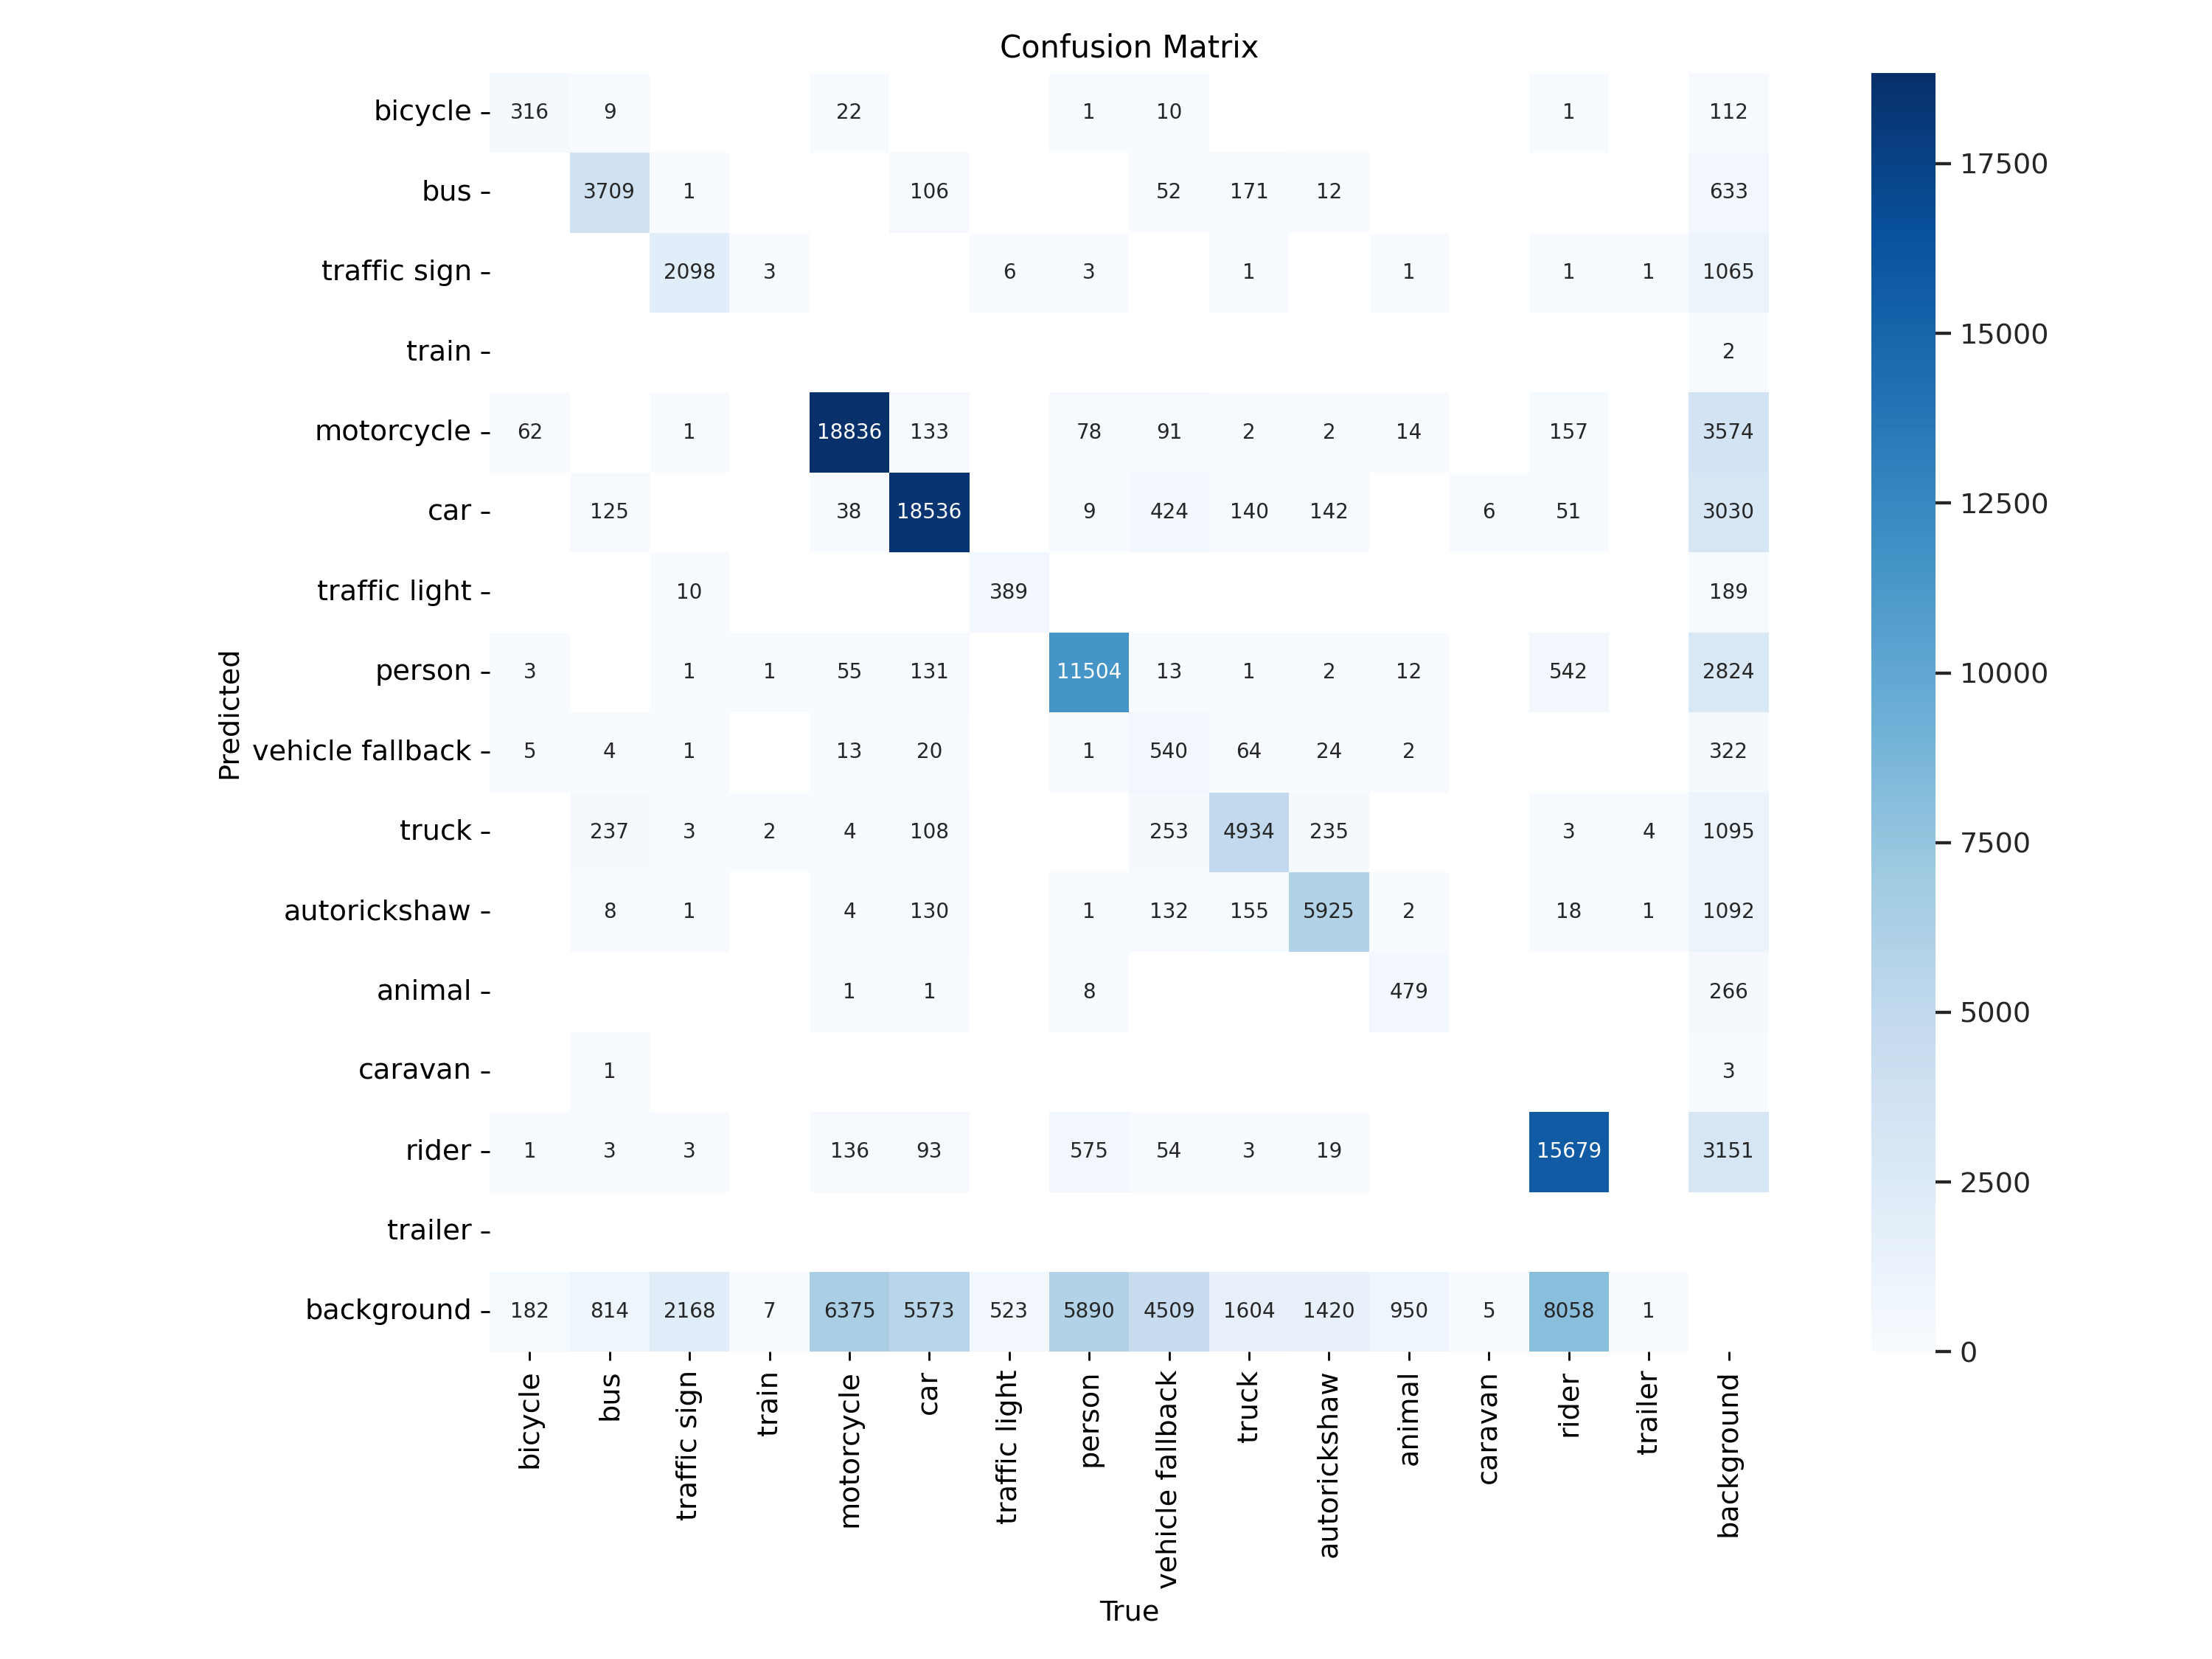 Confusion Matrix
bicycle 316 9 22 1 10 1 112
bus 3709 1 106 52 171 12 633
traffic sign 2098 3 6 3 1 1 1 1 1065
train 2
motorcycle 62 1 18836 133 78 91 2 2 14 157 3574
car 125 38 18536 9 424 140 142 6 51 3030
traffic light 10 389 189
person 3 1 1 55 131 11504 13 1 2 12 542 2824
vehicle fallback 5 4 1 13 20 1 540 64 24 2 322
truck 237 3 2 4 108 253 4934 235 3 4 1095
autorickshaw 8 1 4 130 1 132 155 5925 2 18 1 1092
animal 1 1 8 479 266
caravan 1 3
rider 1 3 3 136 93 575 54 3 19 15679 3151
trailer
background 182 814 2168 7 6375 5573 523 5890 4509 1604 1420 950 5 8058 1
Predicted
bicycle
bus
traffic sign
train
motorcycle
car
traffic light
person
vehicle fallback
truck
autorickshaw
animal
caravan
rider
trailer
background
True
17500
15000
12500
10000
7500
5000
2500
0